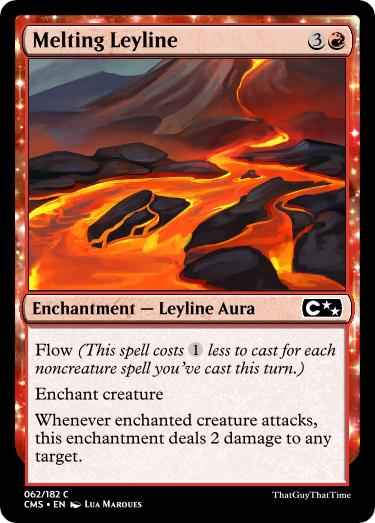 Melting Leyline 3
Enchantment — Leyline Aura C
Flow (This spell costs 1 less to cast for each
noncreature spell you've cast this turn.)
Enchant creature
Whenever enchanted creature attacks,
this enchantment deals 2 damage to any
target.
062/182 C
CMS • EN Lua Marques
ThatGuyThatTime